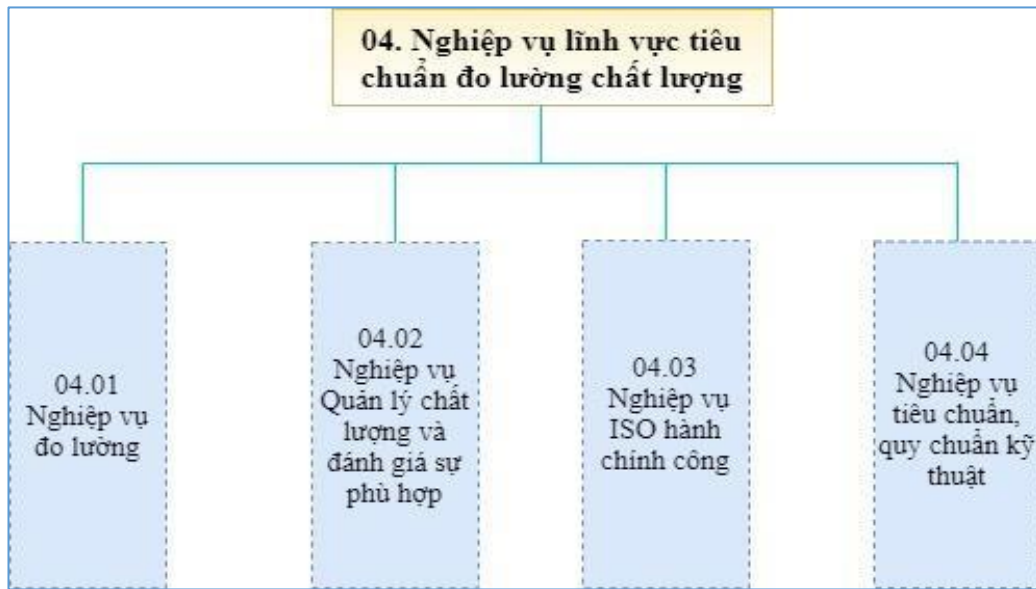 04. Nghiệp vụ lĩnh vực tiêu
chuẩn đo lường chất lượng
04.01
Nghiệp vụ
đo lường
04.02
Nghiệp vụ
Quản lý chất
lượng và
đánh giá sự
phù hợp
04.03
Nghiệp vụ
ISO hành
chính công
04.04
Nghiệp vụ
tiêu chuẩn,
quy chuẩn kỹ
thuật